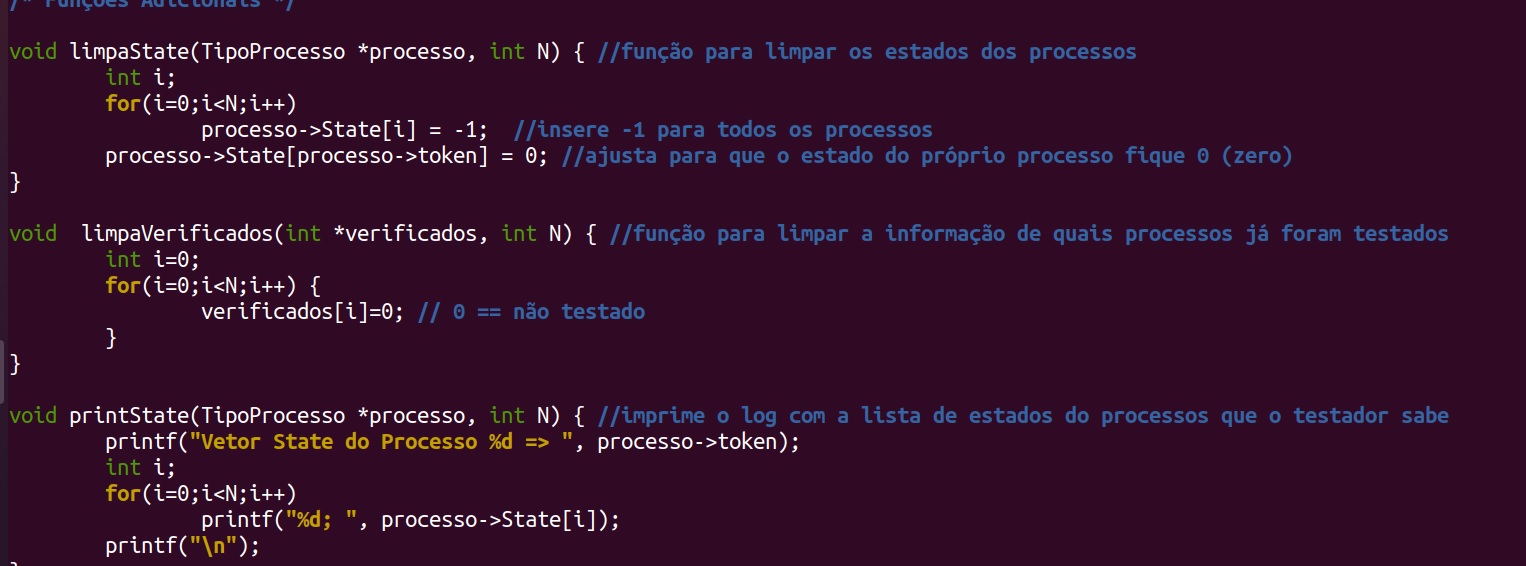 /* Funções Adicionais */
void limpaState(TipoProcesso *processo, int N) { //função para limpar os estados dos processos
int i;
for(i=0;i<N;i++)
processo->State[i] = -1; //insere -1 para todos os processos
processo->State[processo->token] = 0; //ajusta para que o estado do próprio processo fique 0 (zero)
}
void limpaVerificados(int *verificados, int N) { //função para limpar a informação de quais processos já foram testados
int i=0;
for(i=0;i<N;i++) {
verificados[i]=0; // 0 == não testado
}
}
void printState(TipoProcesso *processo, int N) { //imprime o log com a lista de estados do processos que o testador sabe
printf("Vetor State do Processo %d => ", processo->token);
int i;
for(i=0;i<N;i++)
printf("%d; ", processo->State[i]);
printf("\n");
}